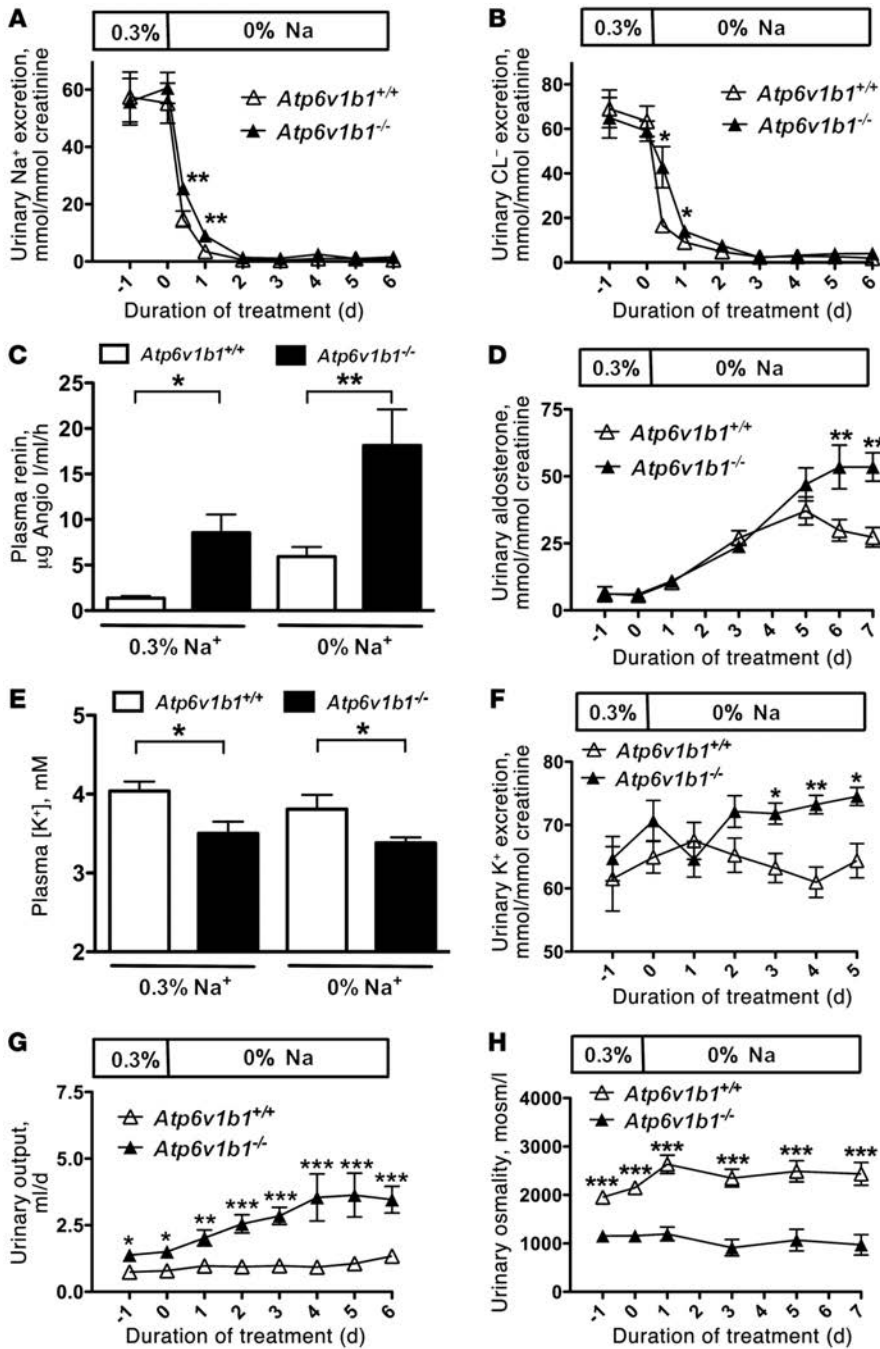 A
0.3% 0% Na
Urinary Na⁺ excretion,
mmol/mmol creatinine
60
40
20
0
Atp6v1b1⁺/⁺
Atp6v1b1⁻/⁻
**
**
-1 0 1 2 3 4 5 6
Duration of treatment (d)
B
0.3% 0% Na
Urinary CL⁻ excretion,
mmol/mmol creatinine
80
60
40
20
0
Atp6v1b1⁺/⁺
Atp6v1b1⁻/⁻
*
*
-1 0 1 2 3 4 5 6
Duration of treatment (d)
C
Atp6v1b1⁺/⁺ Atp6v1b1⁻/⁻
Plasma renin,
µg Angio I/ml/h
25
20
15
10
5
0
* **
0.3% Na⁺ 0% Na⁺
D
0.3% 0% Na
Urinary aldosterone,
mmol/mmol creatinine
75
50
25
0
Atp6v1b1⁺/⁺
Atp6v1b1⁻/⁻
** **
-1 0 1 2 3 4 5 6 7
Duration of treatment (d)
E
Atp6v1b1⁺/⁺ Atp6v1b1⁻/⁻
Plasma [K⁺], mM
5
4
3
2
* *
0.3% Na⁺ 0% Na⁺
F
0.3% 0% Na
Urinary K⁺ excretion,
mmol/mmol creatinine
80
70
60
50
Atp6v1b1⁺/⁺
Atp6v1b1⁻/⁻
* ** *
-1 0 1 2 3 4 5
Duration of treatment (d)
G
0.3% 0% Na
Urinary output,
ml/d
7.5
5.0
2.5
0.0
Atp6v1b1⁺/⁺
Atp6v1b1⁻/⁻
* * ** *** *** *** *** ***
-1 0 1 2 3 4 5 6
Duration of treatment (d)
H
0.3% 0% Na
Urinary osmolality, mosm/l
4000
3000
2000
1000
0
Atp6v1b1⁺/⁺
Atp6v1b1⁻/⁻
*** *** *** *** *** ***
-1 0 1 2 3 4 5 6 7
Duration of treatment (d)